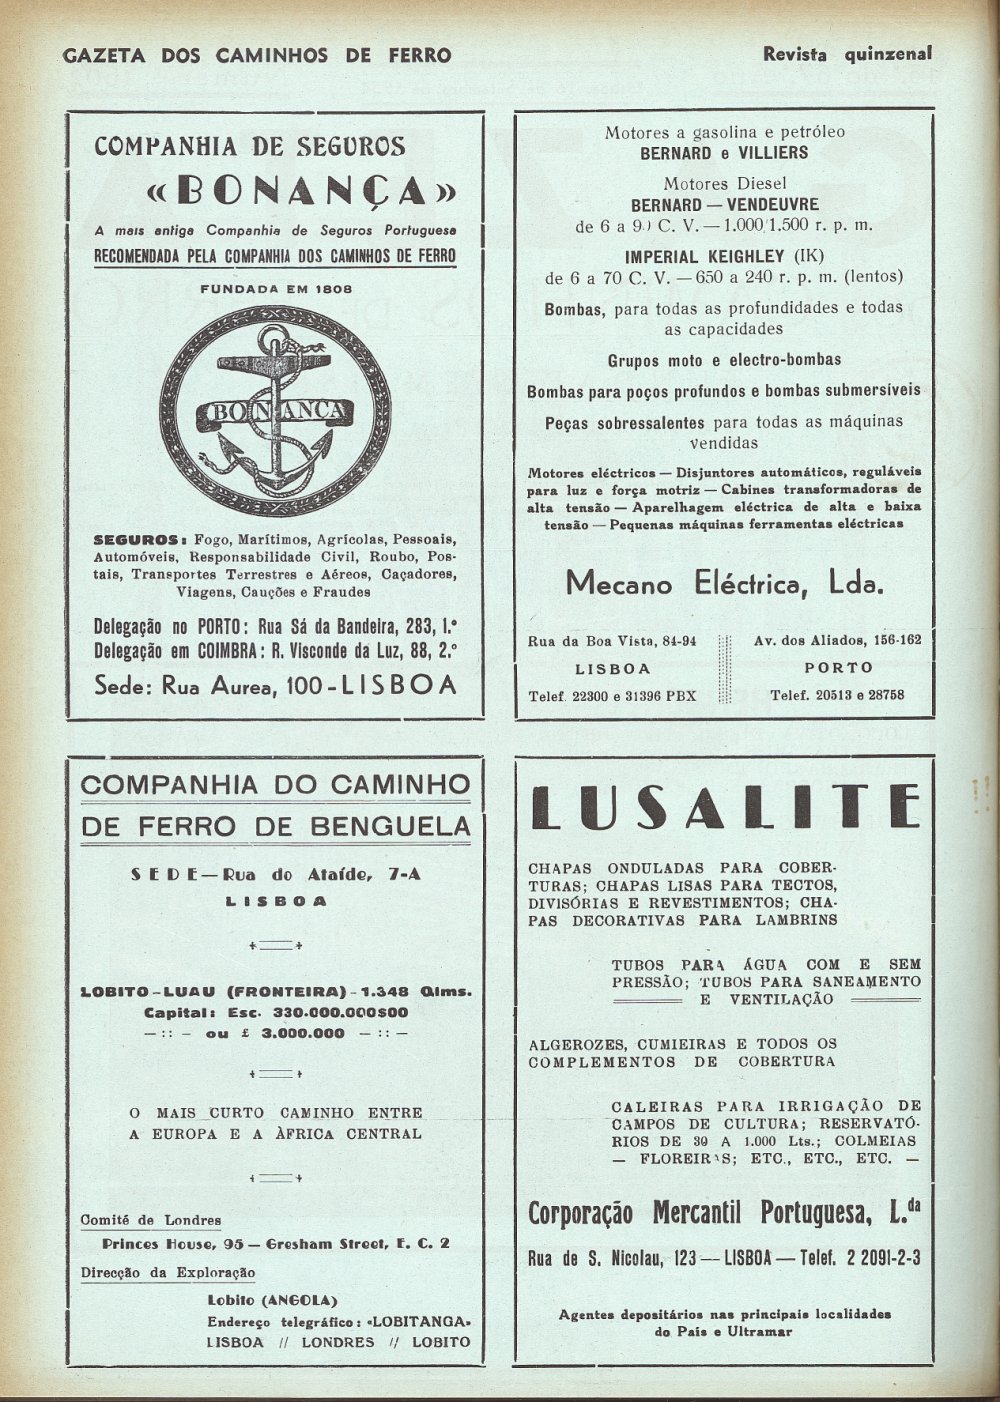 GAZETA DOS CAMINHOS DE FERRO
Revista quinzenal
COMPANHIA DE SEGUROS
«BONANÇA»
A mais antiga Companhia de Seguros Portuguesa
RECOMENDADA PELA COMPANHIA DOS CAMINHOS DE FERRO
FUNDADA EM 1808
BONANÇA
SEGUROS: Fogo, Marítimos, Agrícolas, Pessoais,
Automóveis, Responsabilidade Civil, Roubo, Pos-
tais, Transportes Terrestres e Aéreos, Caçadores,
Viagens, Cauções e Fraudes
Delegação no PORTO: Rua Sá da Bandeira, 283, 1.º
Delegação em COIMBRA: R. Visconde da Luz, 88, 2.º
Sede: Rua Aurea, 100-LISBOA
Motores a gasolina e petróleo
BERNARD e VILLIERS
Motores Diesel
BERNARD — VENDEUVRE
de 6 a 90 C. V. — 1.000/1.500 r. p. m.
IMPERIAL KEIGHLEY (IK)
de 6 a 70 C. V. — 650 a 240 r. p. m. (lentos)
Bombas, para todas as profundidades e todas
as capacidades
Grupos moto e electro-bombas
Bombas para poços profundos e bombas submersíveis
Peças sobressalentes para todas as máquinas
vendidas
Motores eléctricos — Disjuntores automáticos, reguláveis
para luz e força motriz — Cabines transformadoras de
alta tensão — Aparelhagem eléctrica de alta e baixa
tensão — Pequenas máquinas ferramentas eléctricas
Mecano Eléctrica, Lda.
Rua da Boa Vista, 84-94
LISBOA
Telef. 22300 e 31396 PBX
Av. dos Aliados, 156-162
PORTO
Telef. 20513 e 28758
COMPANHIA DO CAMINHO
DE FERRO DE BENGUELA
SEDE — Rua do Ataíde, 7-A
LISBOA
LOBITO-LUAU (FRONTEIRA)-1.348 Qlms.
Capital: Esc. 330.000.000$00
— :: — ou £ 3.000.000 — :: —
O MAIS CURTO CAMINHO ENTRE
A EUROPA E A ÀFRICA CENTRAL
Comité de Londres
Princes House, 95 — Gresham Street, E. C. 2
Direcção da Exploração
Lobito (ANGOLA)
Endereço telegráfico: «LOBITANGA»
LISBOA // LONDRES // LOBITO
LUSALITE
CHAPAS ONDULADAS PARA COBER-
TURAS; CHAPAS LISAS PARA TECTOS,
DIVISÓRIAS E REVESTIMENTOS; CHA-
PAS DECORATIVAS PARA LAMBRINS
TUBOS PARA ÁGUA COM E SEM
PRESSÃO; TUBOS PARA SANEAMENTO
E VENTILAÇÃO
ALGEROZES, CUMIEIRAS E TODOS OS
COMPLEMENTOS DE COBERTURA
CALEIRAS PARA IRRIGAÇÃO DE
CAMPOS DE CULTURA; RESERVATÓ-
RIOS DE 30 A 1.000 Lts.; COLMEIAS
— FLOREIRAS; ETC., ETC., ETC. —
Corporação Mercantil Portuguesa, L.da
Rua de S. Nicolau, 123 — LISBOA — Telef. 2 2091-2-3
Agentes depositários nas principais localidades
do País e Ultramar